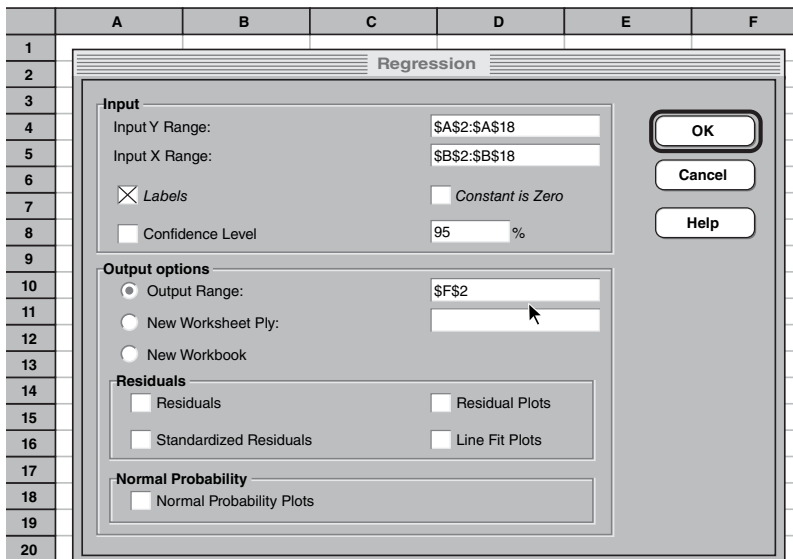 A B C D E F
1
2
Regression
3
Input
4
Input Y Range: $A$2:$A$18 OK
5
Input X Range: $B$2:$B$18
6
Cancel
7
Labels Constant is Zero
8
Confidence Level 95 % Help
9
Output options
10
Output Range: $F$2
11
New Worksheet Ply:
12
New Workbook
13
14
Residuals
Residuals Residual Plots
15
16
Standardized Residuals Line Fit Plots
17
Normal Probability
18
Normal Probability Plots
19
20